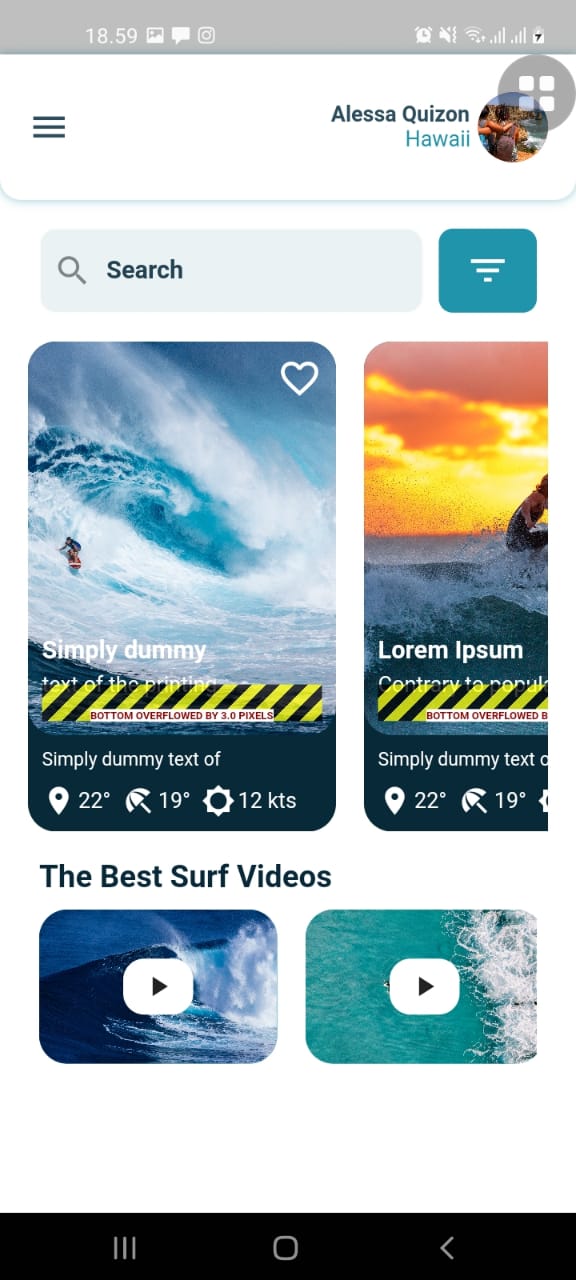 18.59
Alessa Quizon
Hawaii
Search
Simply dummy
text of the printing
BOTTOM OVERFLOWED BY 3.0 PIXELS
Simply dummy text of
22° 19° 12 kts
Lorem Ipsum
Contrary to popul
BOTTOM OVERFLOWED B
Simply dummy text o
22° 19°
The Best Surf Videos